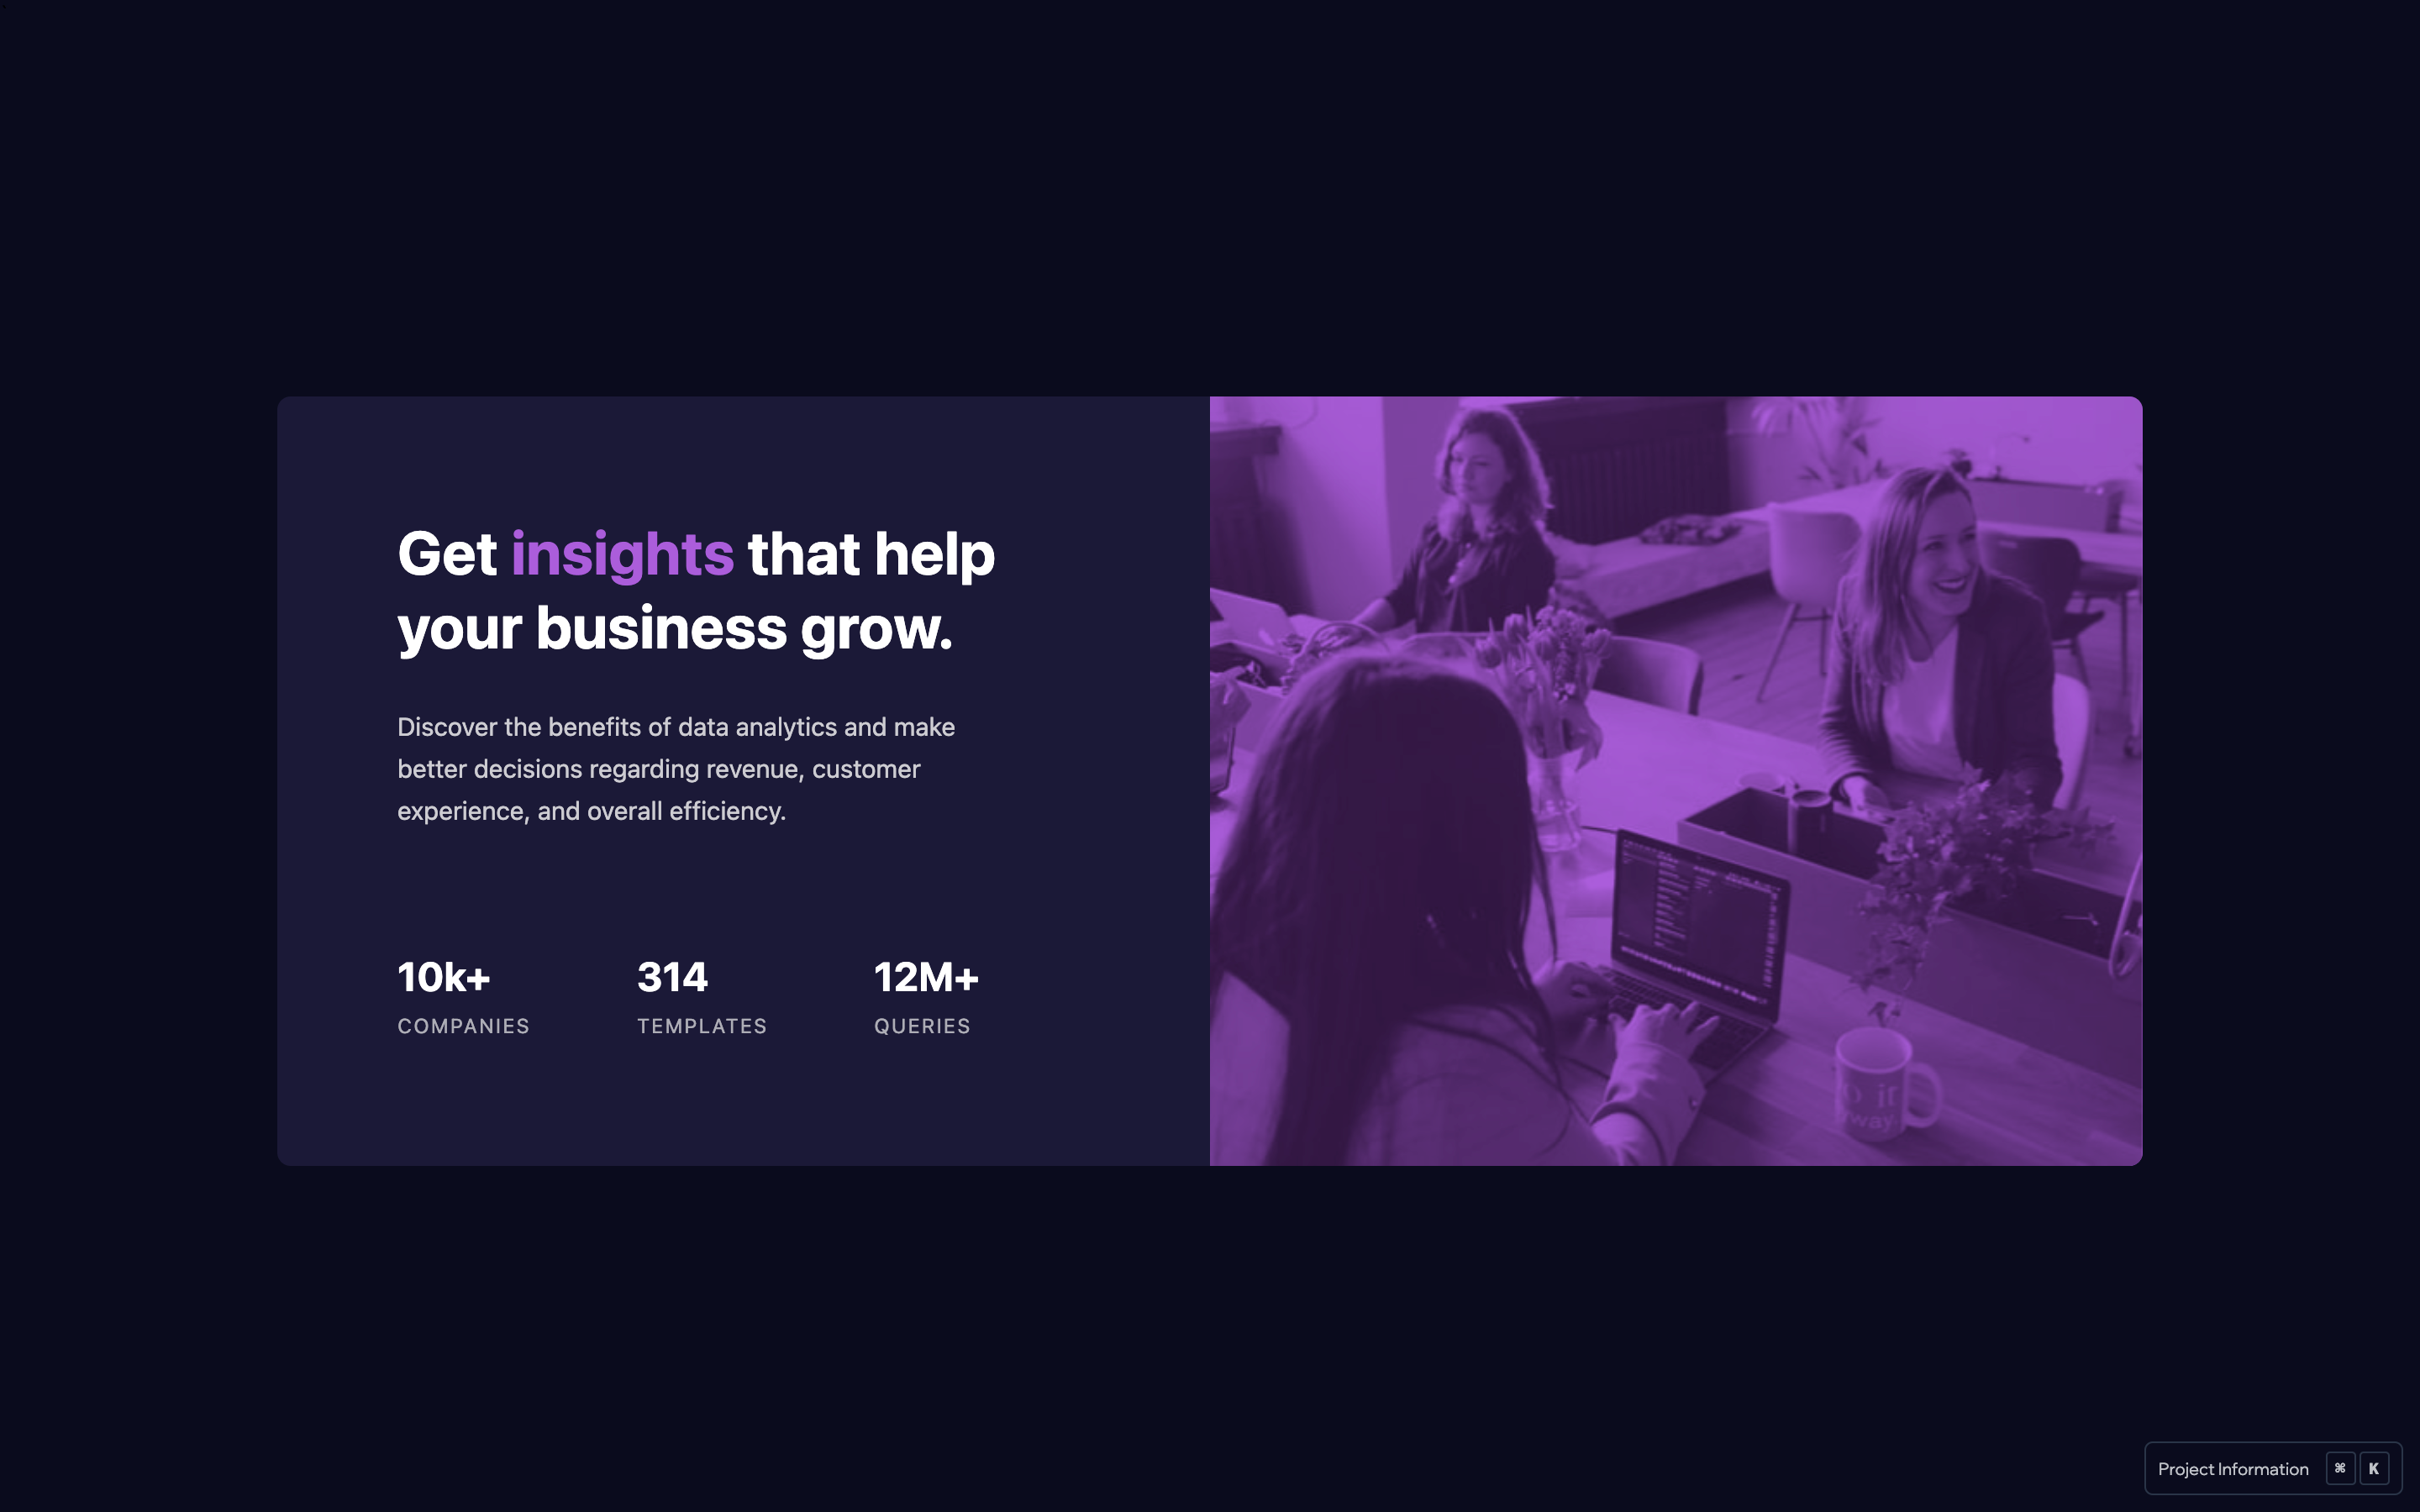 Get insights that help
your business grow.
Discover the benefits of data analytics and make
better decisions regarding revenue, customer
experience, and overall efficiency.
10k+ 314 12M+
COMPANIES TEMPLATES QUERIES
way.
Project Information ⌘ K